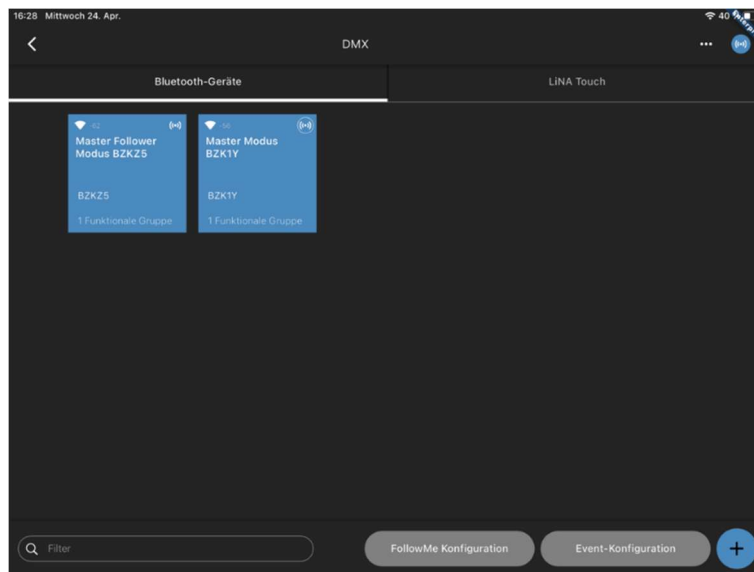 16:28 Mittwoch 24. Apr.
40
DMX
Bluetooth-Geräte
LiNA Touch
Master Follower
Modus BZKZ5
BZKZ5
1 Funktionale Gruppe
Master Modus
BZK1Y
BZK1Y
1 Funktionale Gruppe
Filter
FollowMe Konfiguration
Event-Konfiguration